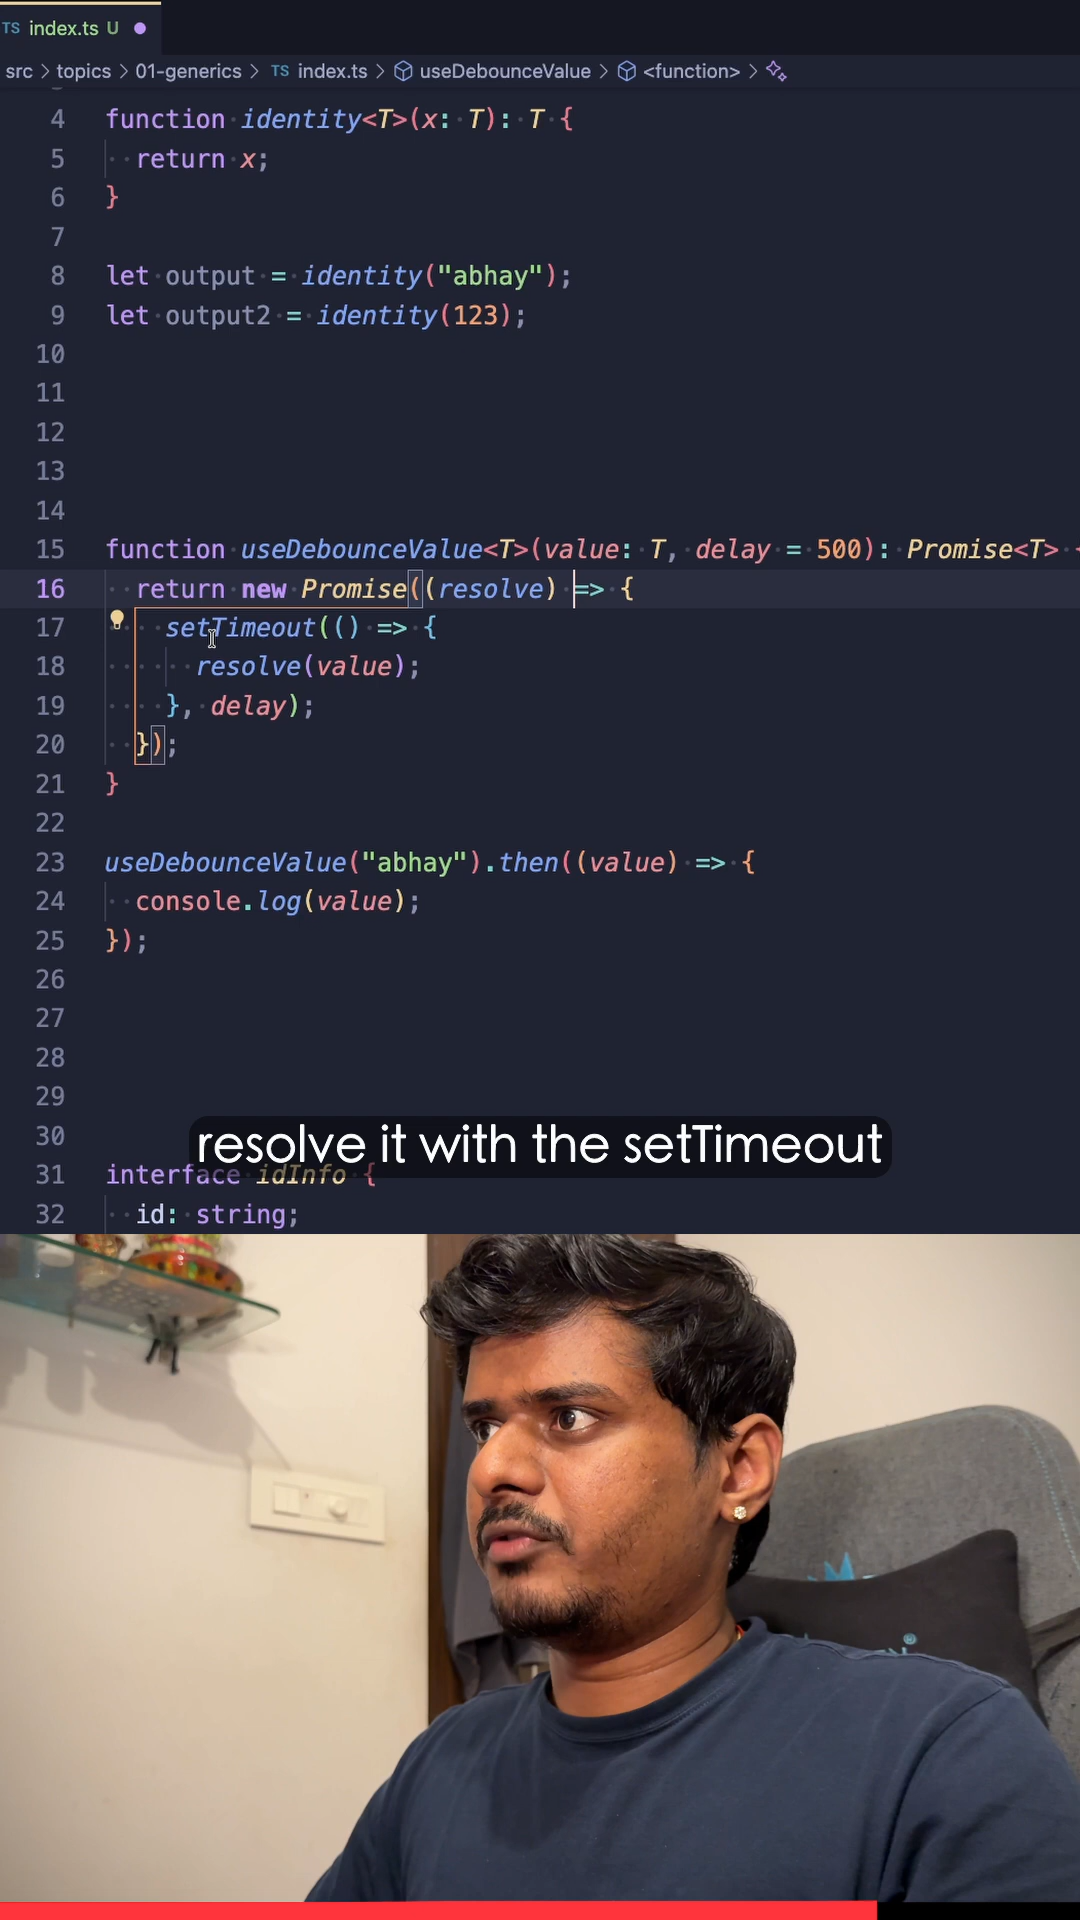 TS index.ts U
src > topics > 01-generics > TS index.ts > useDebounceValue > <function> >
4 function identity<T>(x: T): T {
5 return x;
6 }
7
8 let output = identity("abhay");
9 let output2 = identity(123);
10
11
12
13
14
15 function useDebounceValue<T>(value: T, delay = 500): Promise<T>
16 return new Promise((resolve) => {
17 setTimeout(() => {
18 resolve(value);
19 }, delay);
20 });
21 }
22
23 useDebounceValue("abhay").then((value) => {
24 console.log(value);
25 });
26
27
28
29
30
resolve it with the setTimeout
31 interface idInfo {
32 id: string;